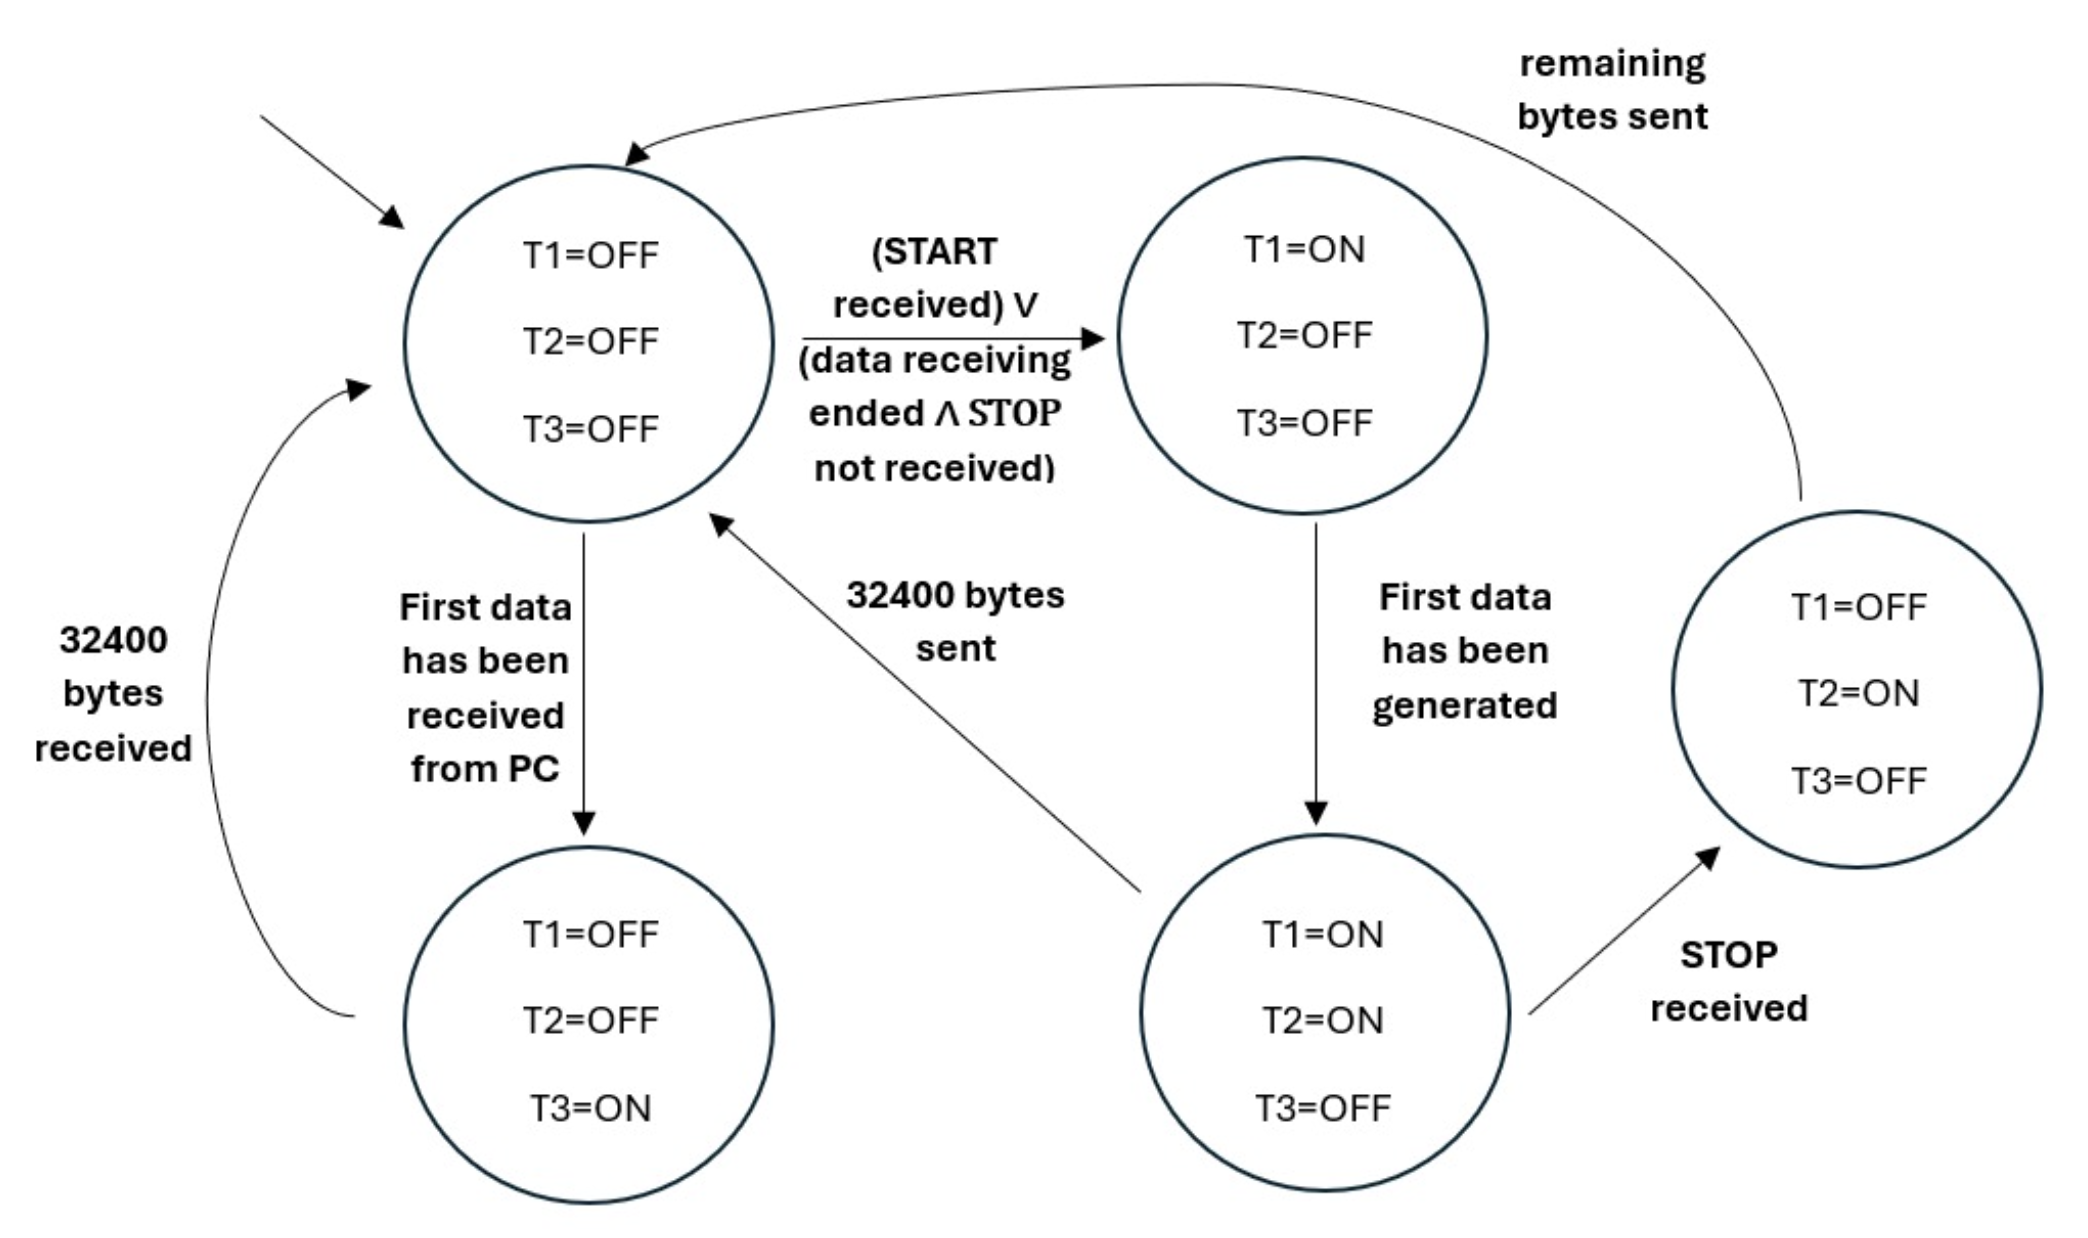 remaining
bytes sent
T1=OFF
T2=OFF
T3=OFF
(START
received) V
(data receiving
ended Λ STOP
not received)
T1=ON
T2=OFF
T3=OFF
32400
bytes
received
First data
has been
received
from PC
32400 bytes
sent
First data
has been
generated
T1=OFF
T2=ON
T3=OFF
T1=OFF
T2=OFF
T3=ON
T1=ON
T2=ON
T3=OFF
STOP
received